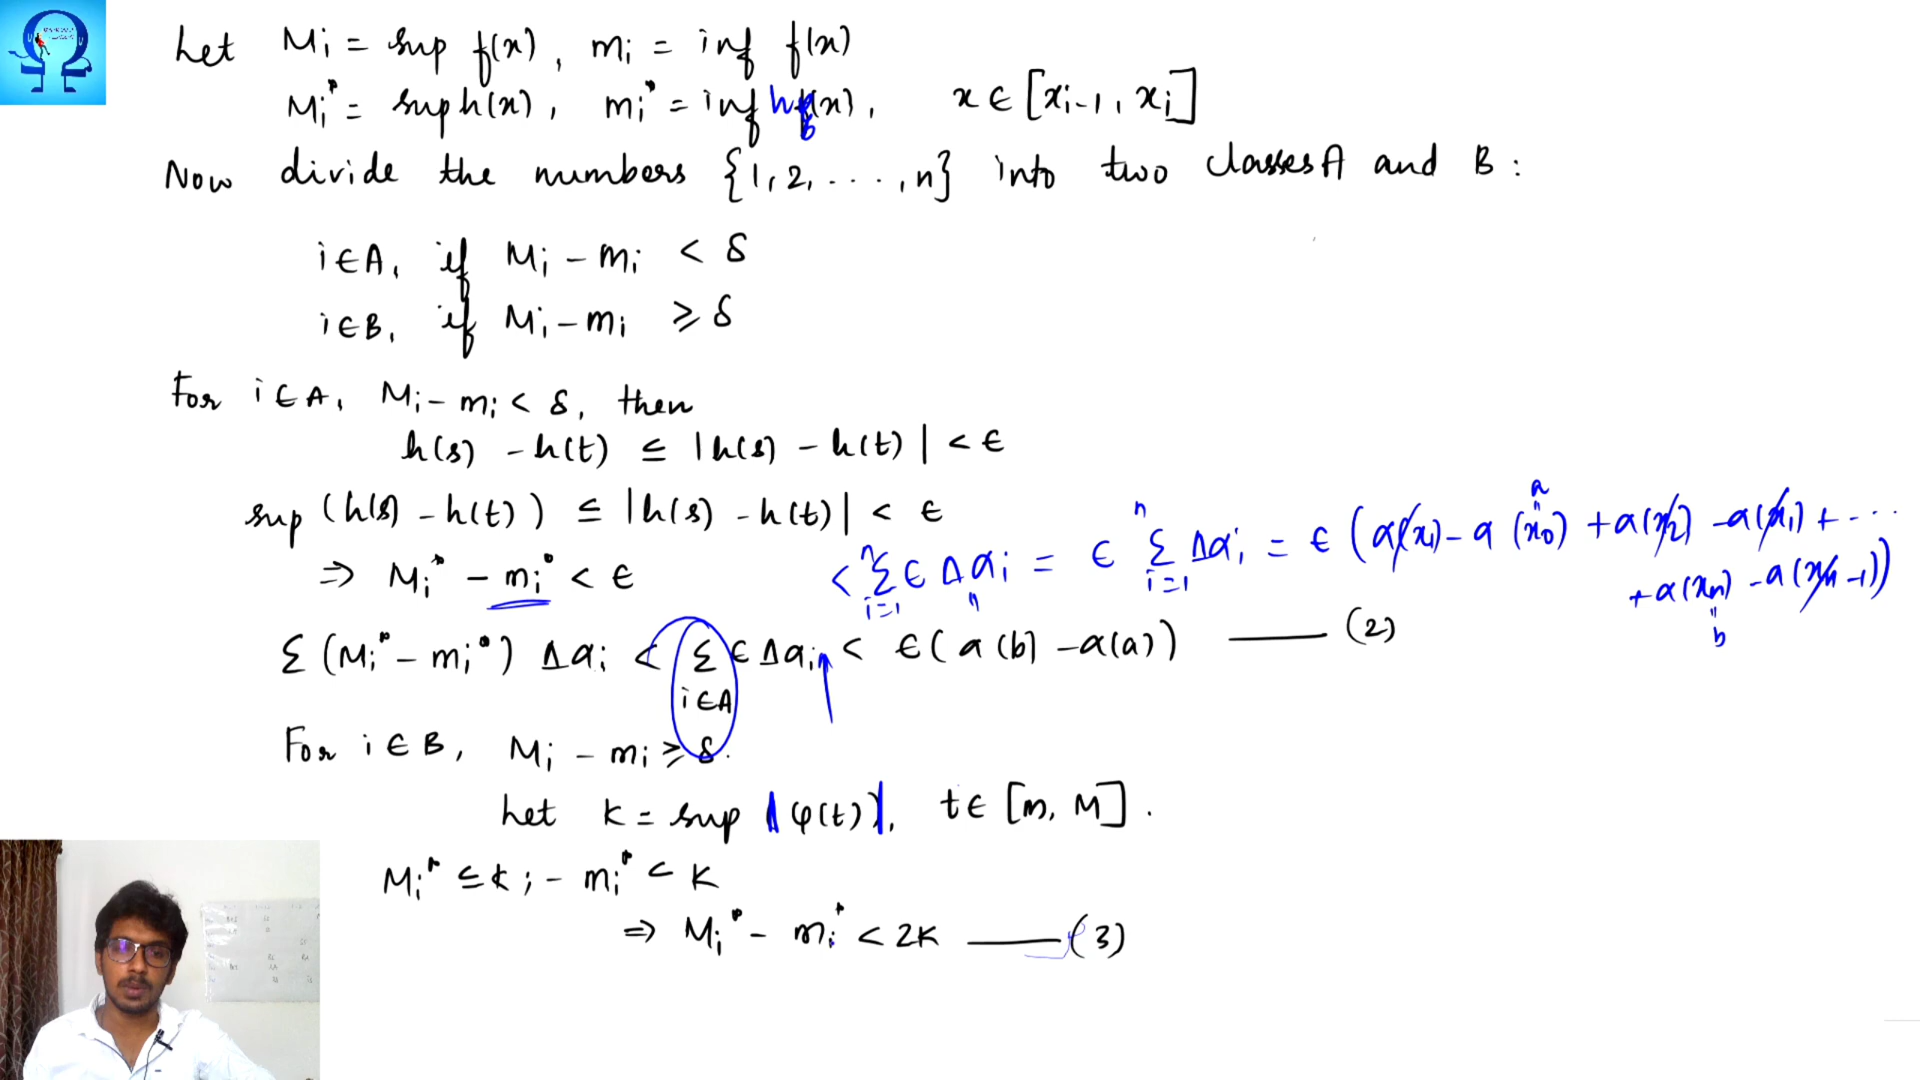 Let Mi = sup f(x), mi = inf f(x)
Mi* = sup h(x), mi* = inf h(x), x ∈ [xi-1, xi]
Now divide the numbers {1, 2, ..., n} into two classes A and B :
i ∈ A, if Mi - mi < δ
i ∈ B, if Mi - mi ⩾ δ
For i ∈ A, Mi - mi < δ, then
h(s) - h(t) ≤ |h(s) - h(t)| < ϵ
sup (h(s) - h(t)) ≤ |h(s) - h(t)| < ϵ
⇒ Mi* - mi* < ϵ
< n Σ i=1 ϵ Δαi = ϵ n Σ i=1 Δαi = ϵ (α(x1) - α(x0) + α(x2) - α(x1) + ...
a
+ α(xn) - α(xn-1))
b
Σ (Mi* - mi*) Δαi < Σ ϵ Δαi < ϵ(α(b) - α(a)) —— (2)
i ∈ A
For i ∈ B, Mi - mi ⩾ δ.
Let K = sup |φ(t)|, t ∈ [m, M].
Mi* ≤ k ; - mi* < K
⇒ Mi* - mi* < 2K —— (3)